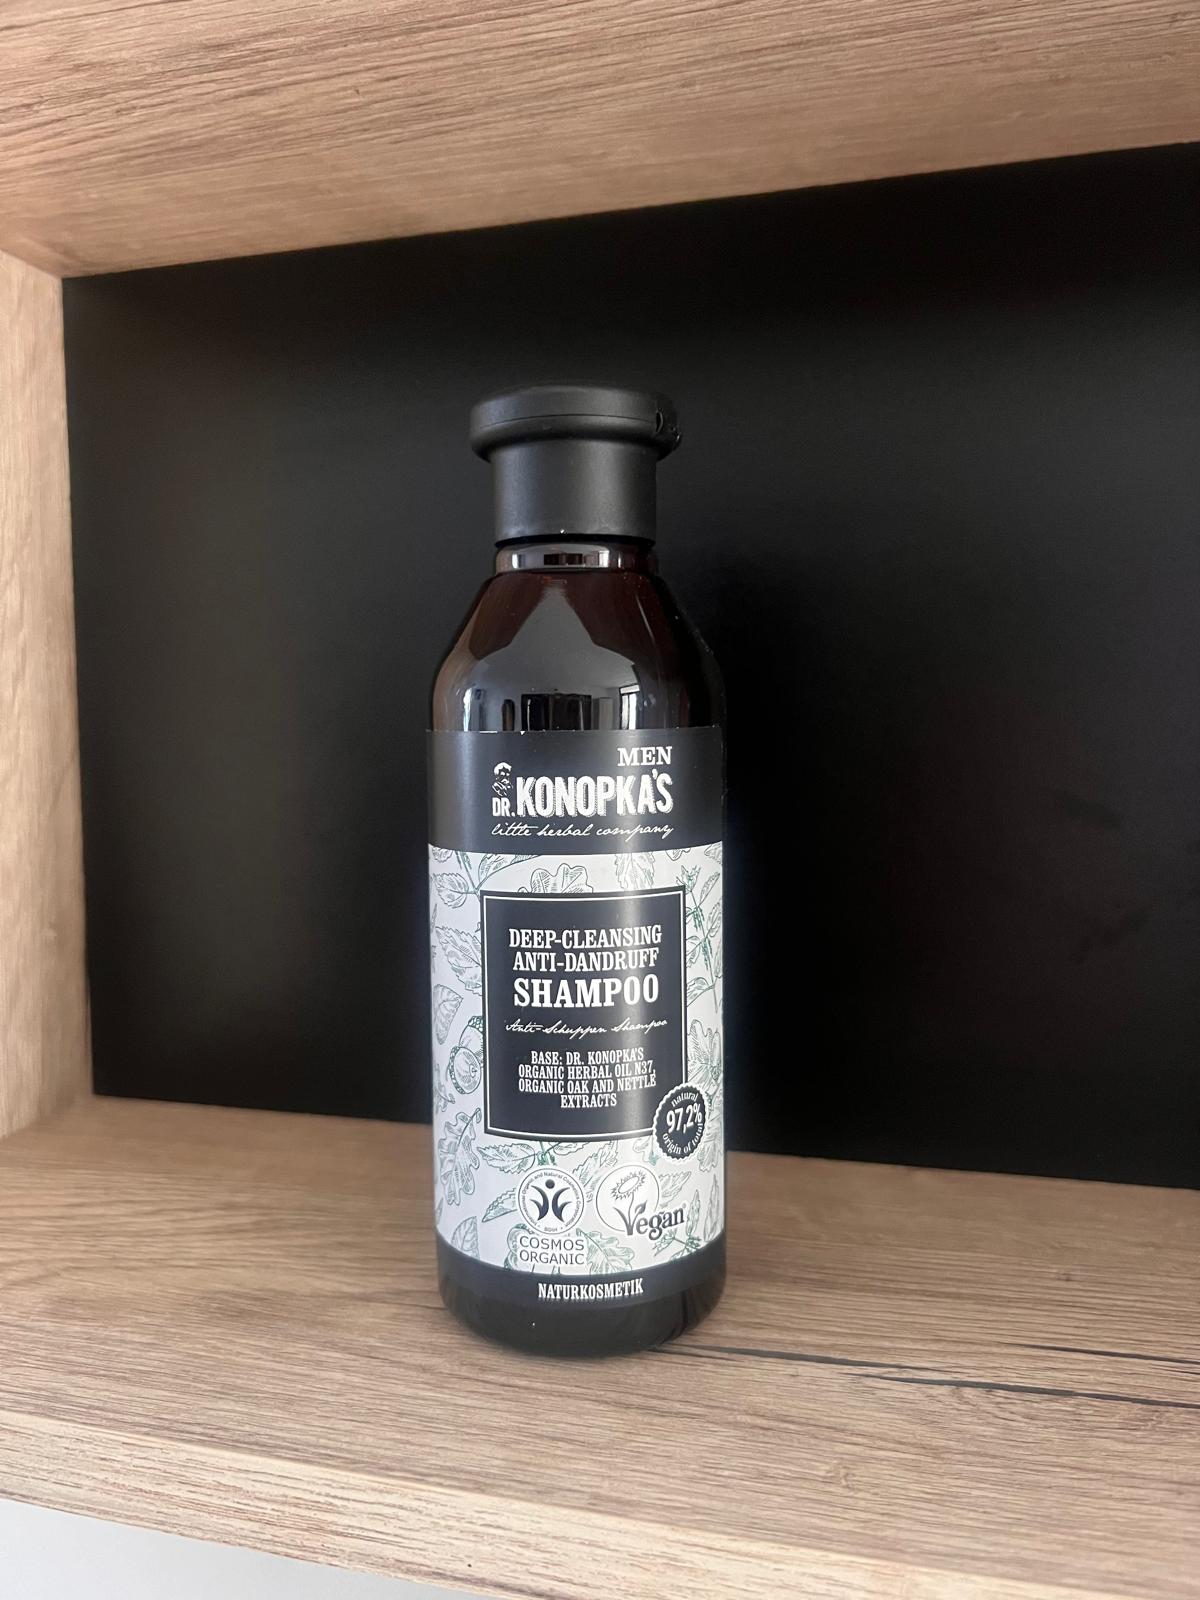 MEN
DR. KONOPKA'S
little herbal company
DEEP-CLEANSING
ANTI-DANDRUFF
SHAMPOO
Anti-Schuppen Shampoo
BASE: DR. KONOPKA'S
ORGANIC HERBAL OIL N37,
ORGANIC OAK AND NETTLE
EXTRACTS
natural
97,2%
origin of total
BDIH
COSMOS
ORGANIC
Vegan
NATURKOSMETIK